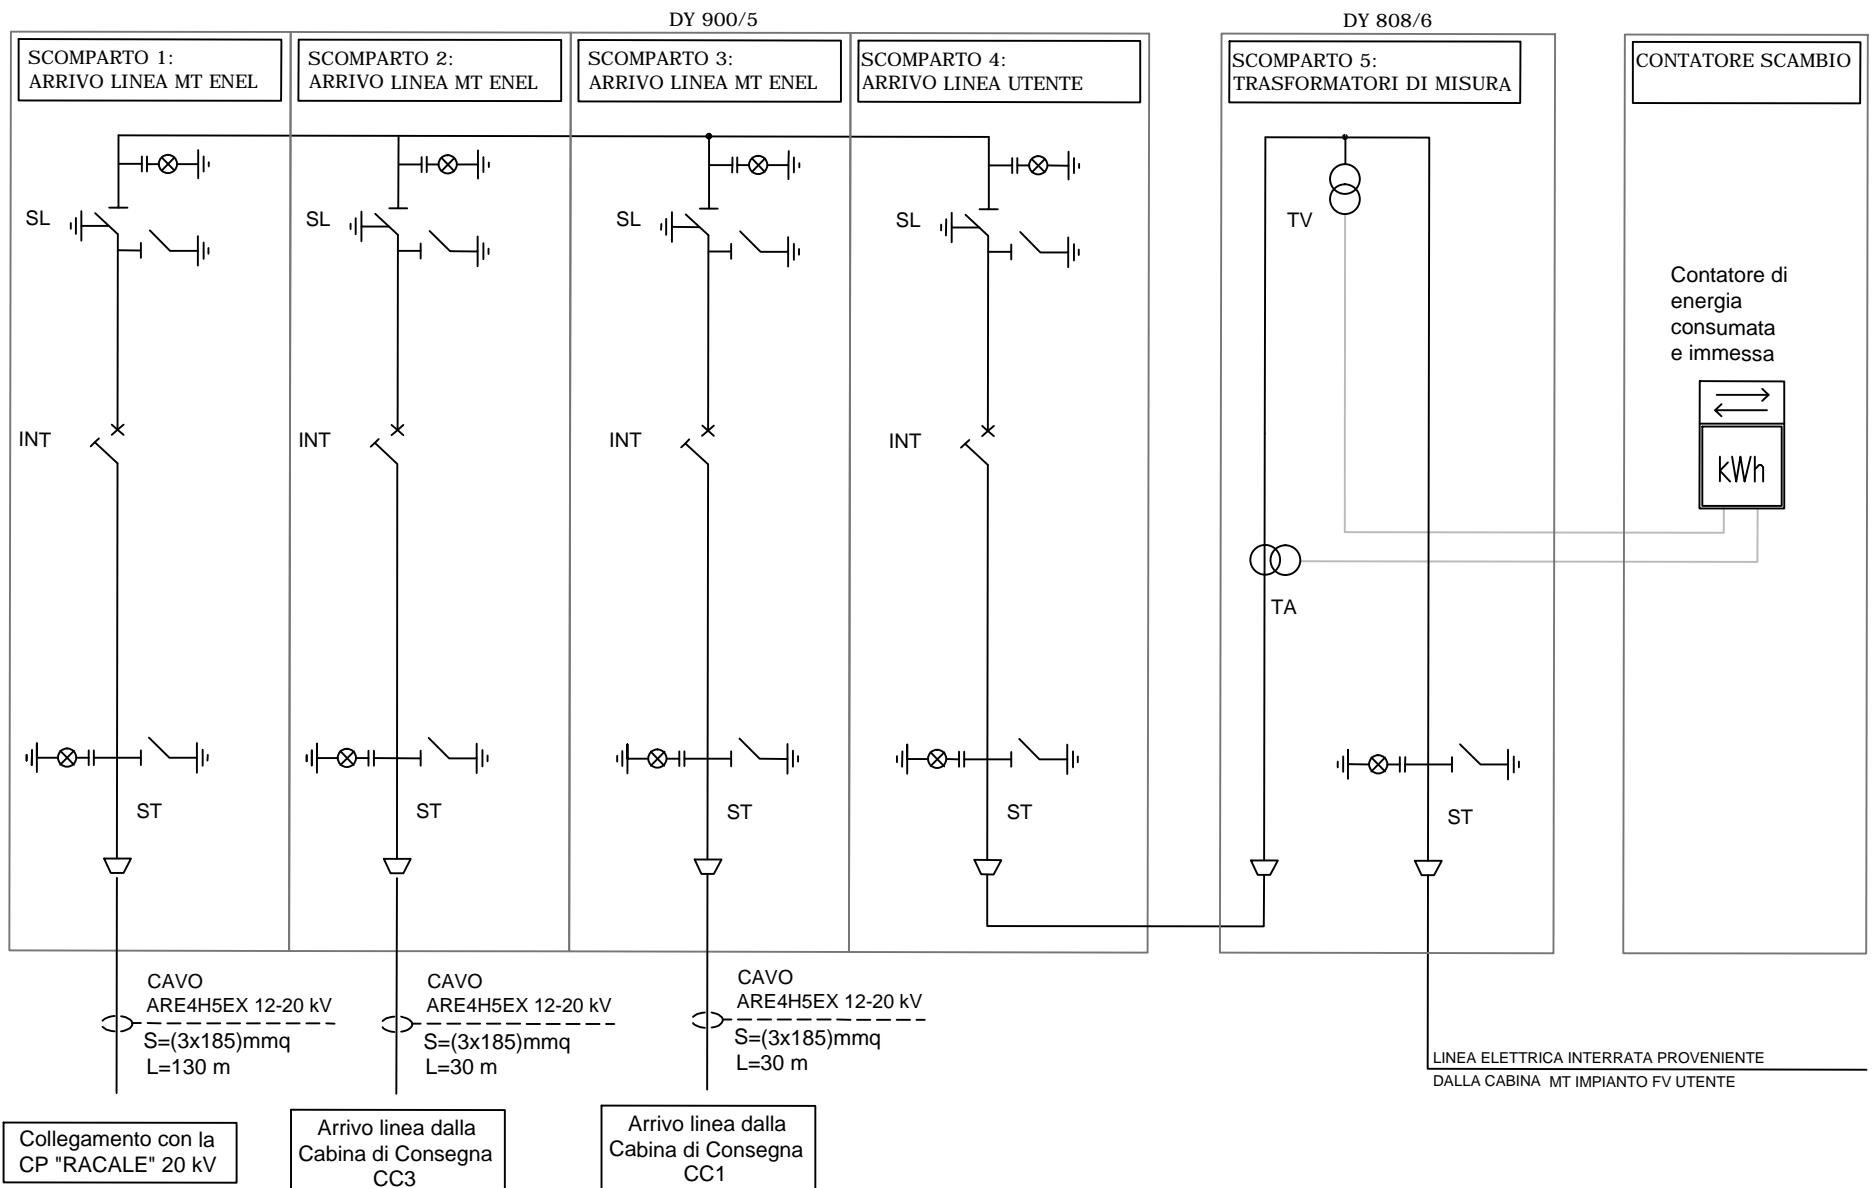 DY 900/5
DY 808/6
SCOMPARTO 1:
ARRIVO LINEA MT ENEL
SCOMPARTO 2:
ARRIVO LINEA MT ENEL
SCOMPARTO 3:
ARRIVO LINEA MT ENEL
SCOMPARTO 4:
ARRIVO LINEA UTENTE
SCOMPARTO 5:
TRASFORMATORI DI MISURA
CONTATORE SCAMBIO
SL
SL
SL
SL
TV
Contatore di
energia
consumata
e immessa
kWh
INT
INT
INT
INT
TA
ST
ST
ST
ST
ST
CAVO
ARE4H5EX 12-20 kV
S=(3x185)mmq
L=130 m
CAVO
ARE4H5EX 12-20 kV
S=(3x185)mmq
L=30 m
CAVO
ARE4H5EX 12-20 kV
S=(3x185)mmq
L=30 m
LINEA ELETTRICA INTERRATA PROVENIENTE
DALLA CABINA MT IMPIANTO FV UTENTE
Collegamento con la
CP "RACALE" 20 kV
Arrivo linea dalla
Cabina di Consegna
CC3
Arrivo linea dalla
Cabina di Consegna
CC1